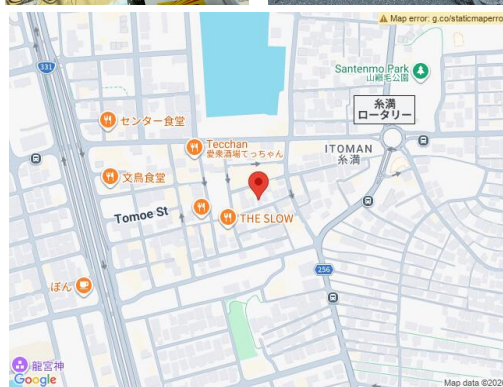 Map error: g.co/staticmaperro
331
Santenmo Park
山巓毛公園
糸満
ロータリー
センター食堂
Tecchan
愛衆酒場てっちゃん
ITOMAN
糸満
文鳥食堂
Tomoe St
THE SLOW
256
ぽん
龍宮神
Google
Map data ©202